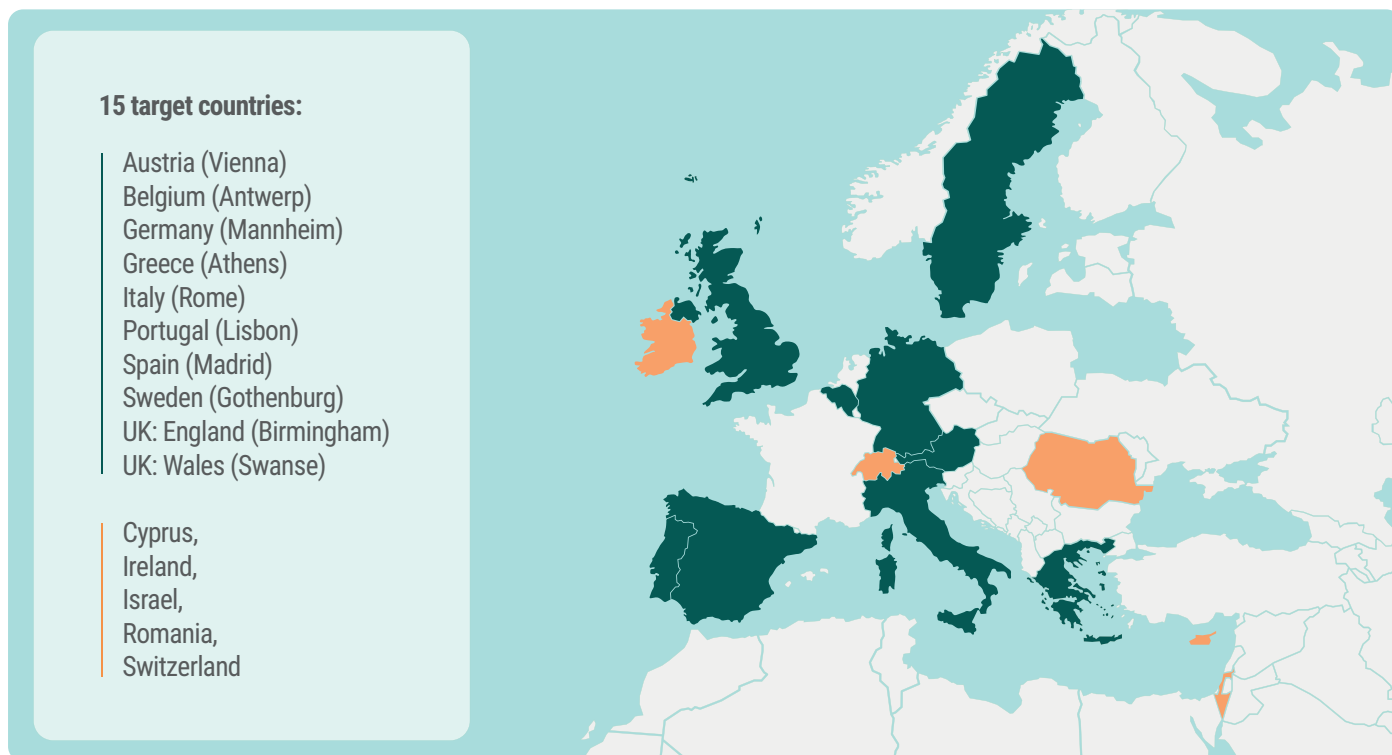 15 target countries:
Austria (Vienna)
Belgium (Antwerp)
Germany (Mannheim)
Greece (Athens)
Italy (Rome)
Portugal (Lisbon)
Spain (Madrid)
Sweden (Gothenburg)
UK: England (Birmingham)
UK: Wales (Swanse)
Cyprus,
Ireland,
Israel,
Romania,
Switzerland